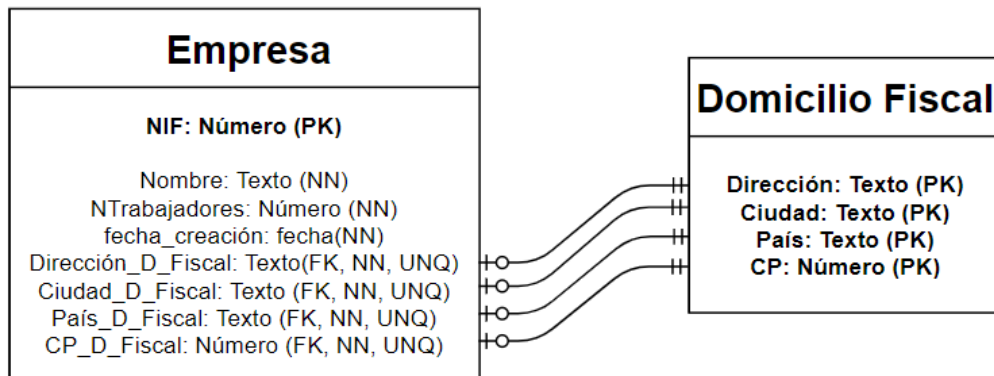 Empresa
NIF: Número (PK)
Nombre: Texto (NN)
NTrabajadores: Número (NN)
fecha_creación: fecha(NN)
Dirección_D_Fiscal: Texto(FK, NN, UNQ)
Ciudad_D_Fiscal: Texto (FK, NN, UNQ)
País_D_Fiscal: Texto (FK, NN, UNQ)
CP_D_Fiscal: Número (FK, NN, UNQ)
Domicilio Fiscal
Dirección: Texto (PK)
Ciudad: Texto (PK)
País: Texto (PK)
CP: Número (PK)